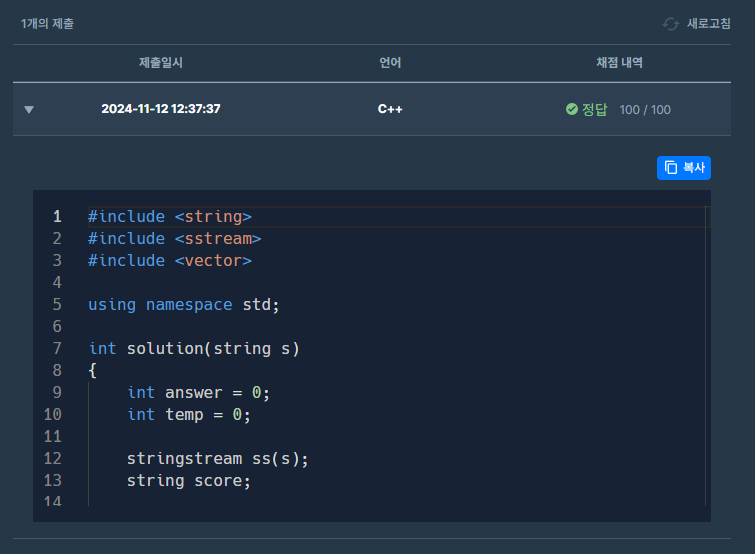 1개의 제출
새로고침
제출일시 언어 채점 내역
2024-11-12 12:37:37 C++ 정답 100 / 100
복사
1 #include <string>
2 #include <sstream>
3 #include <vector>
4
5 using namespace std;
6
7 int solution(string s)
8 {
9     int answer = 0;
10     int temp = 0;
11
12     stringstream ss(s);
13     string score;
14